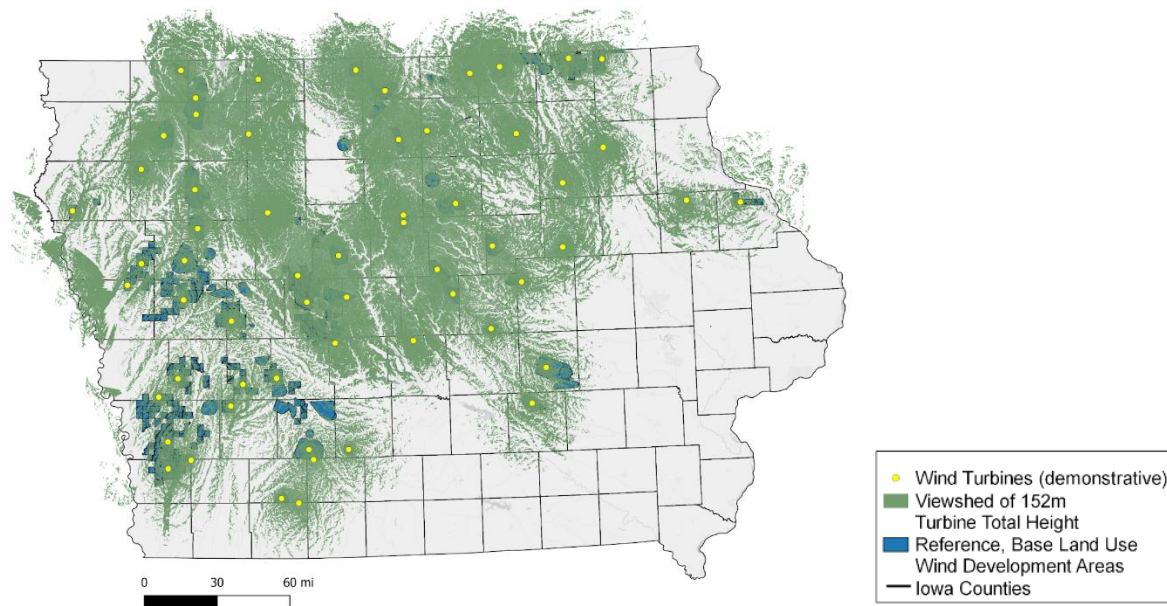 0 30 60 mi
Wind Turbines (demonstrative)
Viewshed of 152m
Turbine Total Height
Reference, Base Land Use
Wind Development Areas
Iowa Counties